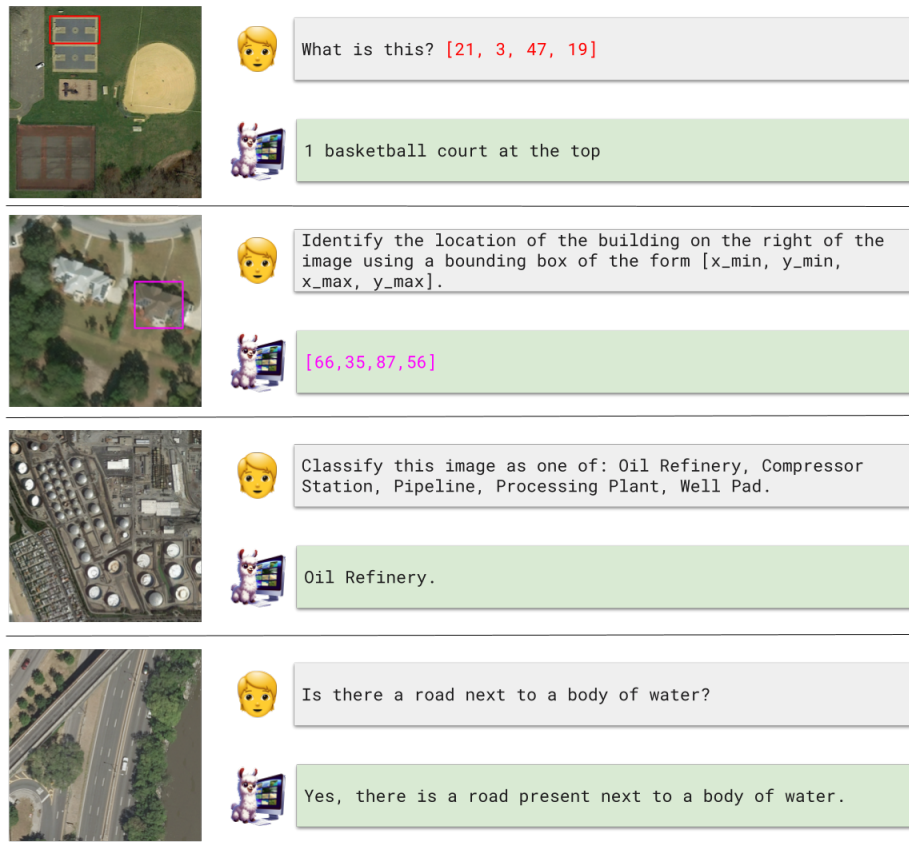 What is this? [21, 3, 47, 19]
1 basketball court at the top
Identify the location of the building on the right of the
image using a bounding box of the form [x_min, y_min,
x_max, y_max].
[66,35,87,56]
Classify this image as one of: Oil Refinery, Compressor
Station, Pipeline, Processing Plant, Well Pad.
Oil Refinery.
Is there a road next to a body of water?
Yes, there is a road present next to a body of water.